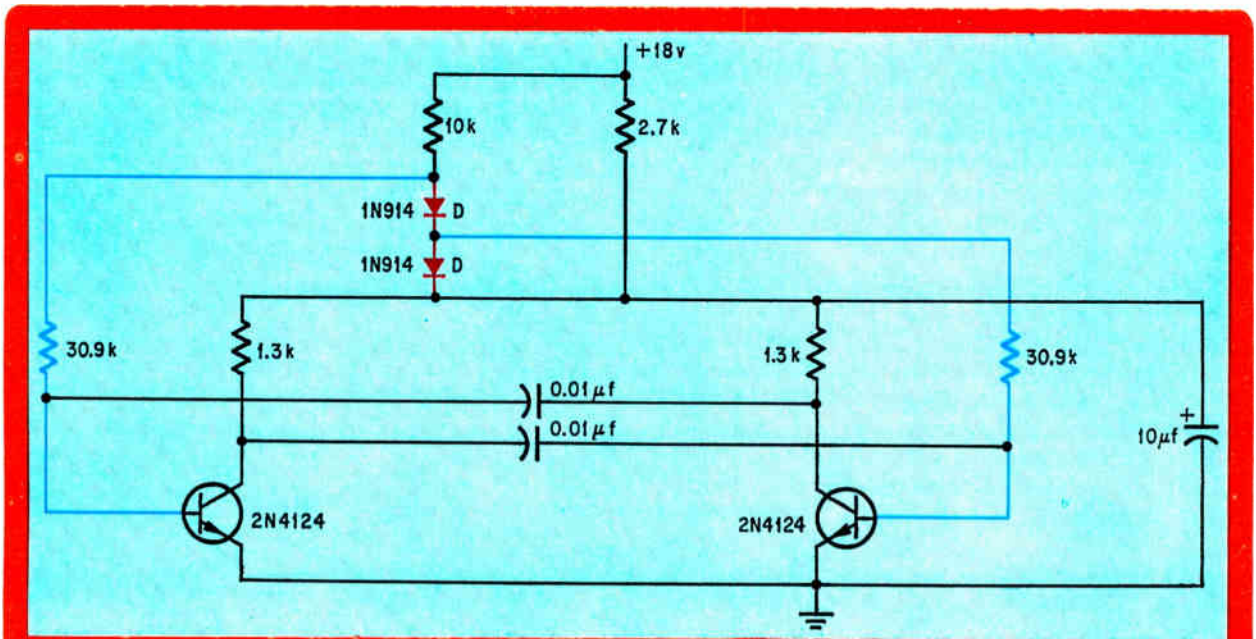 +18v
10k
2.7k
1N914 D
1N914 D
30.9k
1.3k
1.3k
30.9k
0.01μf
0.01μf
+
10μf
2N4124
2N4124